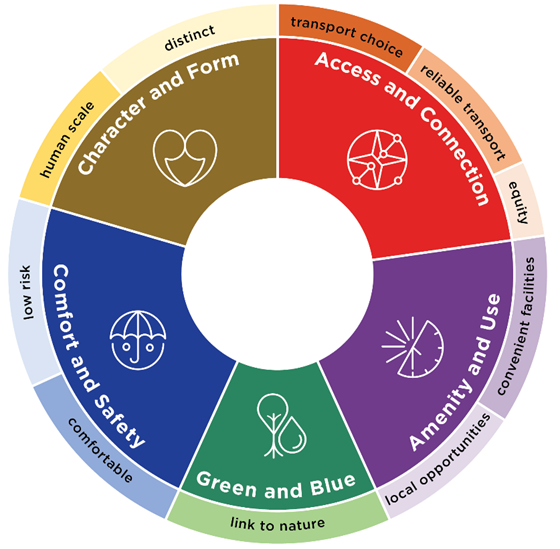 transport choice
reliable transport
equity
Access and Connection
convenient facilities
local opportunities
Amenity and Use
link to nature
Green and Blue
comfortable
low risk
Comfort and Safety
human scale
distinct
Character and Form